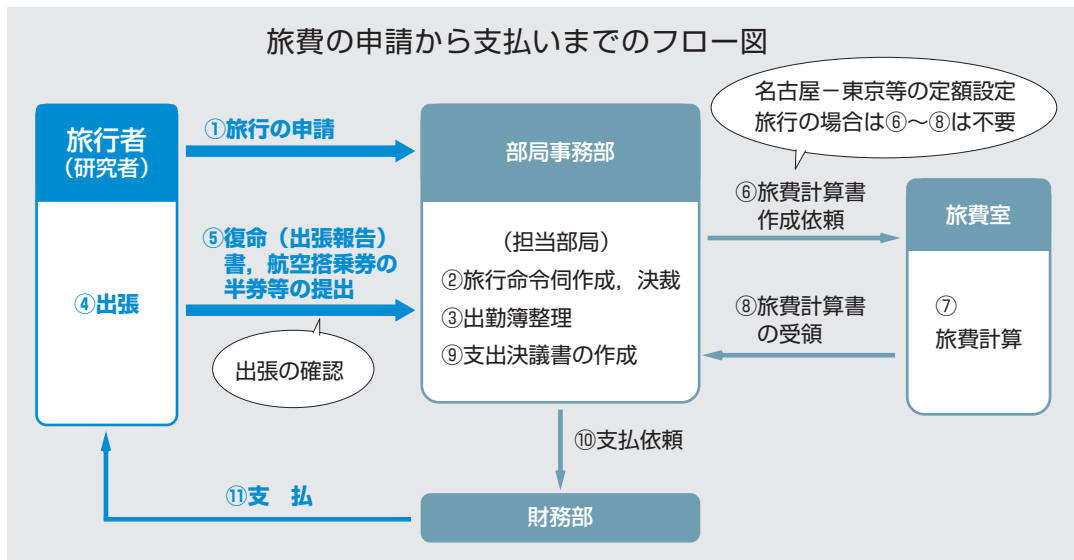 旅費の申請から支払いまでのフロー図
名古屋－東京等の定額設定
旅行の場合は⑥～⑧は不要
旅行者
（研究者）
①旅行の申請
部局事務部
⑥旅費計算書
作成依頼
旅費室
④出張
⑤復命（出張報告）
書，航空搭乗券の
半券等の提出
出張の確認
（担当部局）
②旅行命令伺作成，決裁
③出勤簿整理
⑨支出決議書の作成
⑧旅費計算書
の受領
⑦
旅費計算
⑩支払依頼
⑪支　払
財務部